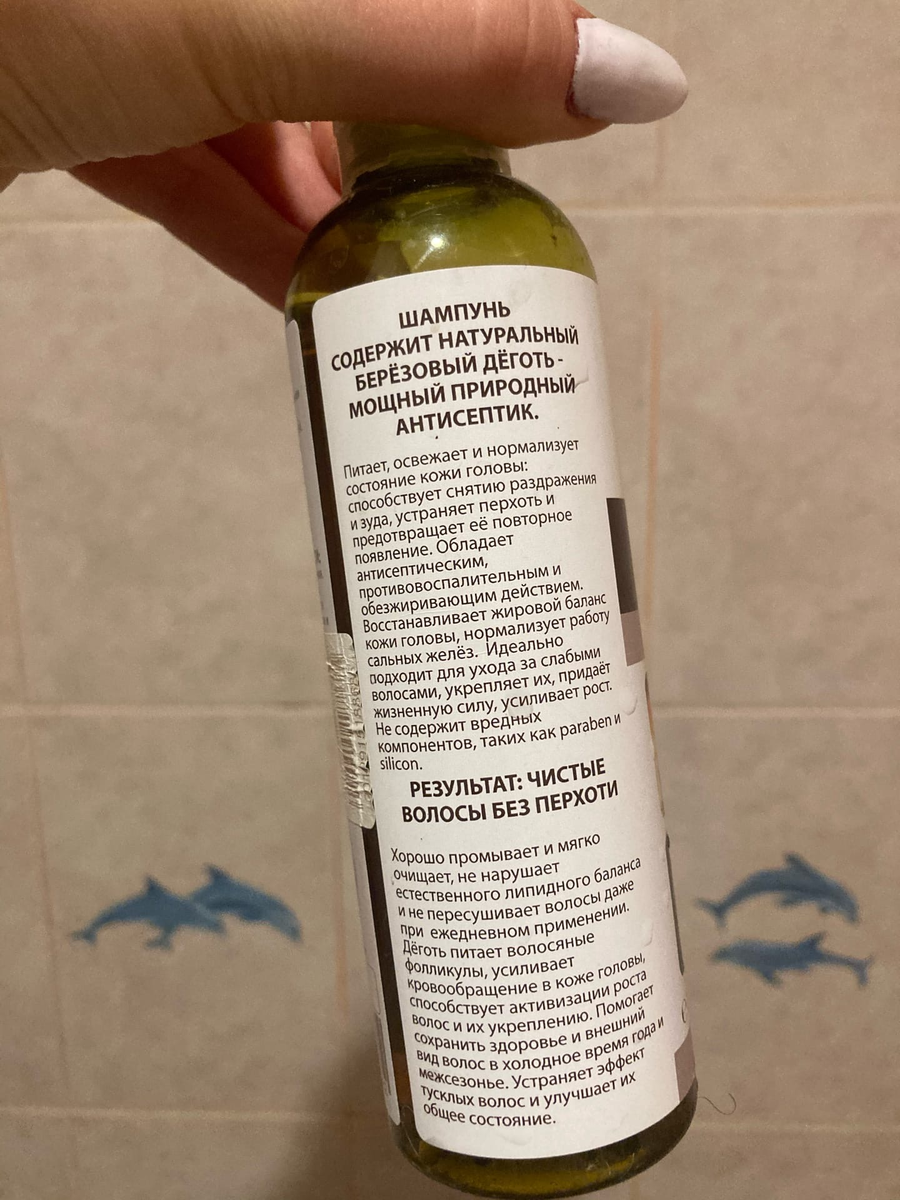 ШАМПУНЬ
СОДЕРЖИТ НАТУРАЛЬНЫЙ
БЕРЁЗОВЫЙ ДЁГОТЬ -
МОЩНЫЙ ПРИРОДНЫЙ
АНТИСЕПТИК.
Питает, освежает и нормализует
состояние кожи головы:
способствует снятию раздражения
и зуда, устраняет перхоть и
предотвращает её повторное
появление. Обладает
антисептическим,
противовоспалительным и
обезжиривающим действием.
Восстанавливает жировой баланс
кожи головы, нормализует работу
сальных желёз. Идеально
подходит для ухода за слабыми
волосами, укрепляет их, придаёт
жизненную силу, усиливает рост.
Не содержит вредных
компонентов, таких как paraben и
silicon.
РЕЗУЛЬТАТ: ЧИСТЫЕ
ВОЛОСЫ БЕЗ ПЕРХОТИ
Хорошо промывает и мягко
очищает, не нарушает
естественного липидного баланса
и не пересушивает волосы даже
при ежедневном применении.
Дёготь питает волосяные
фолликулы, усиливает
кровообращение в коже головы,
способствует активизации роста
волос и их укреплению. Помогает
сохранить здоровье и внешний
вид волос в холодное время года и
межсезонье. Устраняет эффект
тусклых волос и улучшает их
общее состояние.